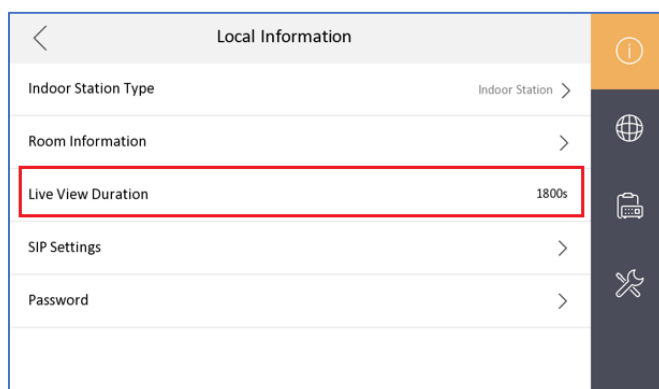 Local Information
Indoor Station Type Indoor Station
Room Information
Live View Duration 1800s
SIP Settings
Password